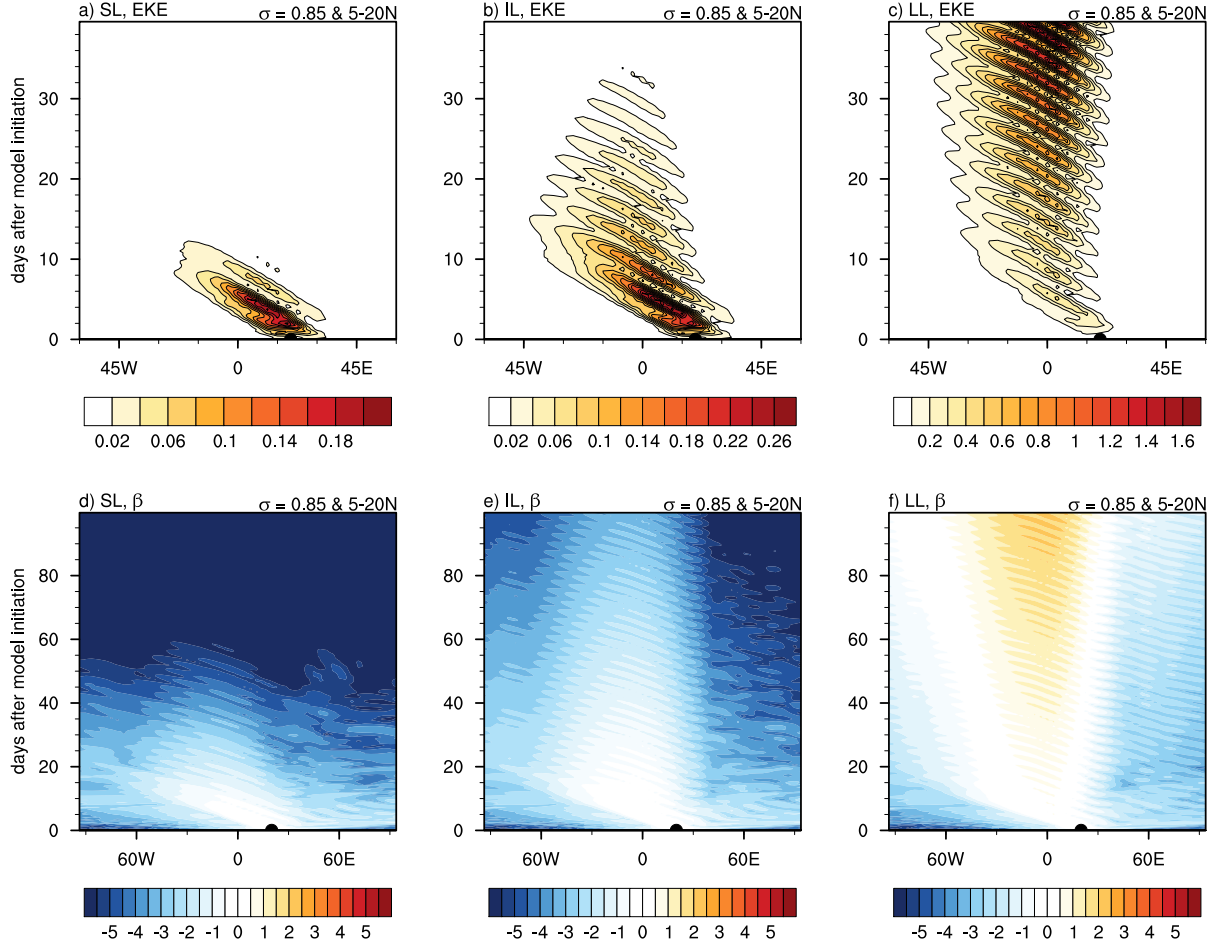 a) SL, EKE σ = 0.85 & 5-20N
b) IL, EKE σ = 0.85 & 5-20N
c) LL, EKE σ = 0.85 & 5-20N
days after model initiation
30
20
10
0
30
20
10
0
30
20
10
0
45W 0 45E
45W 0 45E
45W 0 45E
0.02 0.06 0.1 0.14 0.18
0.02 0.06 0.1 0.14 0.18 0.22 0.26
0.2 0.4 0.6 0.8 1 1.2 1.4 1.6
d) SL, β σ = 0.85 & 5-20N
e) IL, β σ = 0.85 & 5-20N
f) LL, β σ = 0.85 & 5-20N
days after model initiation
80
60
40
20
0
80
60
40
20
0
80
60
40
20
0
60W 0 60E
60W 0 60E
60W 0 60E
-5 -4 -3 -2 -1 0 1 2 3 4 5
-5 -4 -3 -2 -1 0 1 2 3 4 5
-5 -4 -3 -2 -1 0 1 2 3 4 5